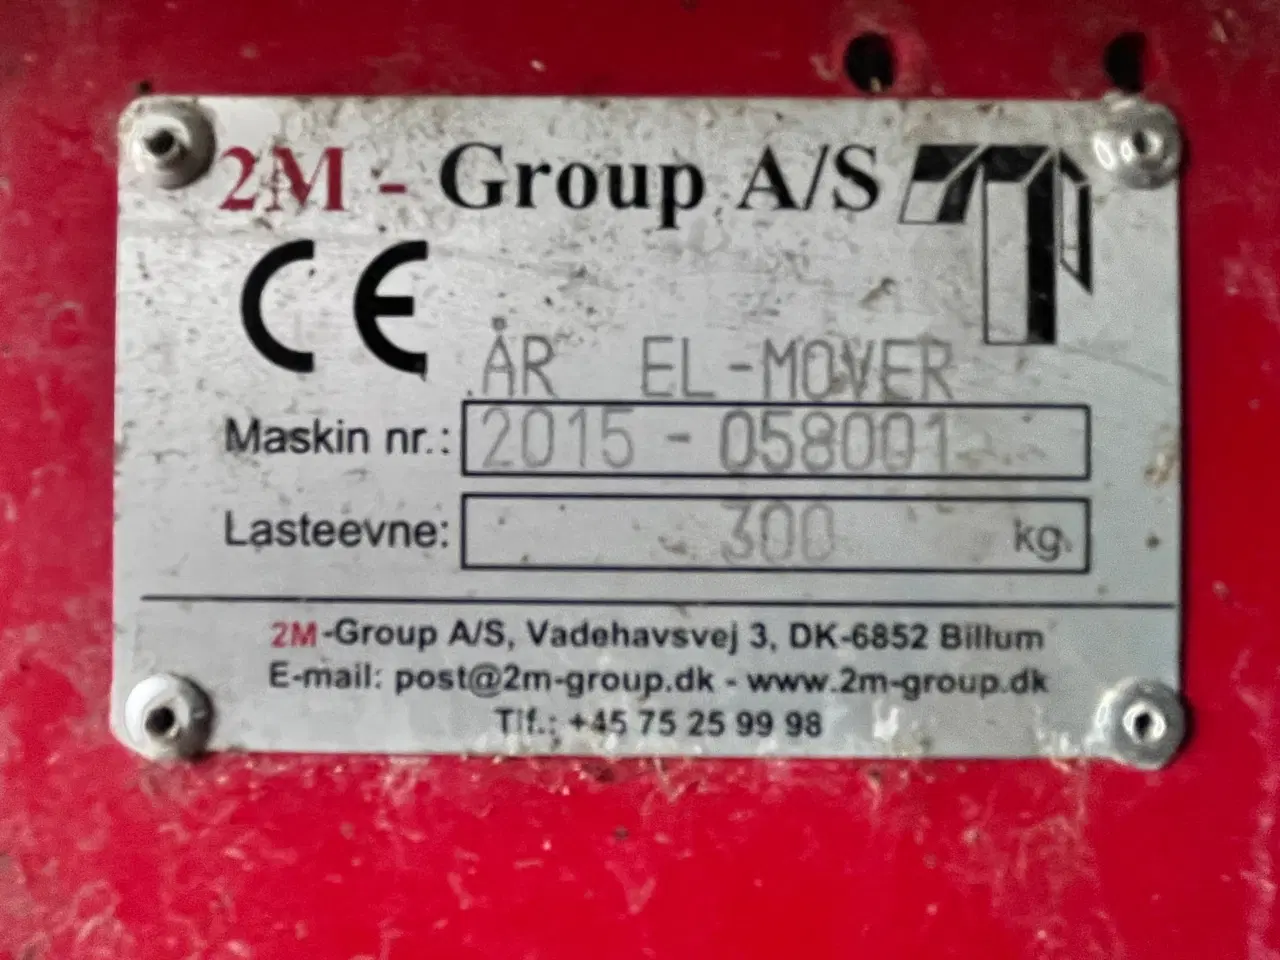 2M - Group A/S
CE
ÅR EL-MOVER
Maskin nr.: 2015 - 058001
Lasteevne: 300 kg.
2M-Group A/S, Vadehavsvej 3, DK-6852 Billum
E-mail: post@2m-group.dk - www.2m-group.dk
Tlf.: +45 75 25 99 98